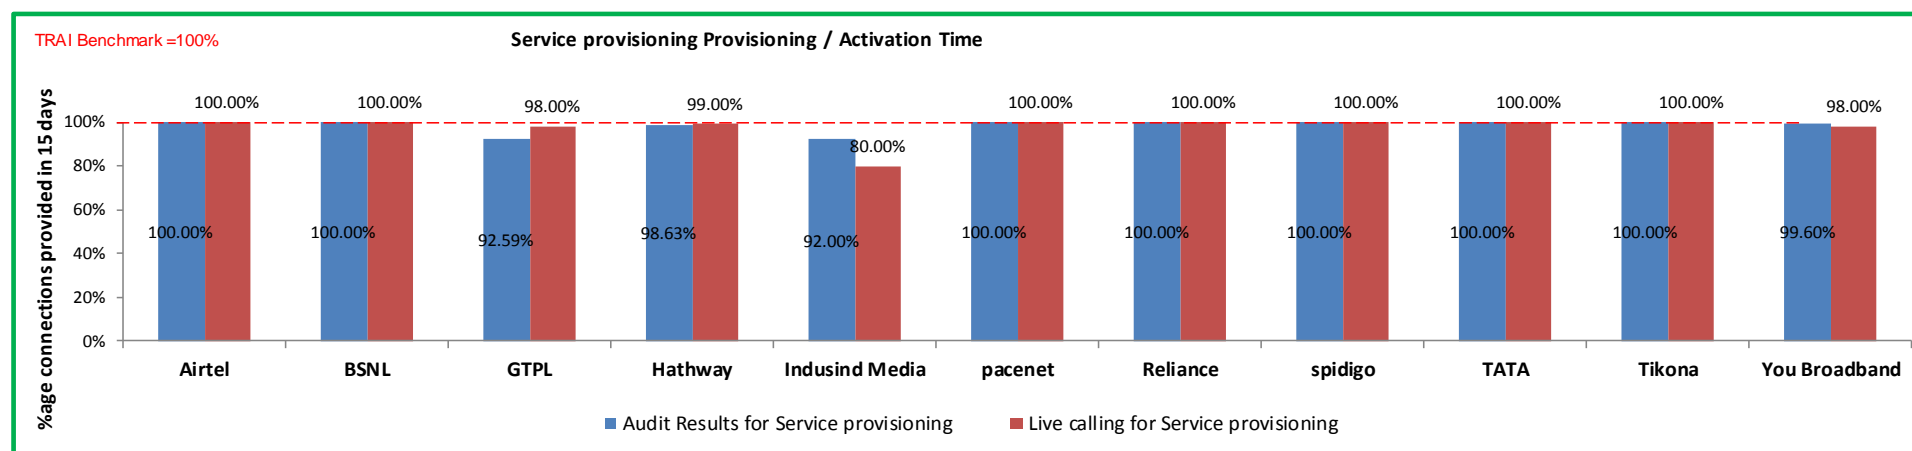 TRAI Benchmark =100%
Service provisioning Provisioning / Activation Time
%age connections provided in 15 days
100.00% 100.00% 98.00% 99.00% 80.00% 100.00% 100.00% 100.00% 100.00% 100.00% 98.00%
100%
80%
60%
40%
20%
0%
100.00% 100.00% 92.59% 98.63% 92.00% 100.00% 100.00% 100.00% 100.00% 100.00% 99.60%
Airtel BSNL GTPL Hathway Indusind Media pacenet Reliance spidigo TATA Tikona You Broadband
Audit Results for Service provisioning Live calling for Service provisioning